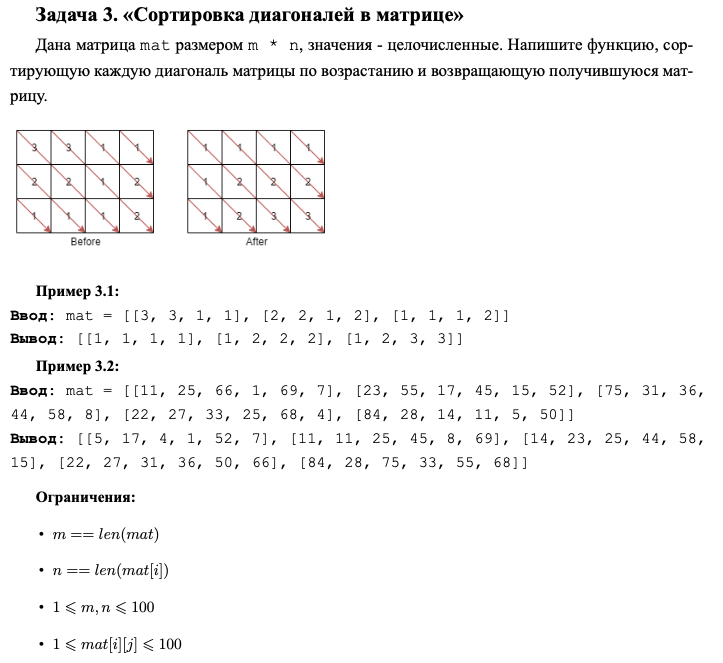 Задача 3. «Сортировка диагоналей в матрице»
Дана матрица mat размером m * n, значения - целочисленные. Напишите функцию, сор-
тирующую каждую диагональ матрицы по возрастанию и возвращающую получившуюся мат-
рицу.
3 3 1 1
2 2 1 2
1 1 1 2
Before
1 1 1 1
1 2 2 2
1 2 3 3
After
Пример 3.1:
Ввод: mat = [[3, 3, 1, 1], [2, 2, 1, 2], [1, 1, 1, 2]]
Вывод: [[1, 1, 1, 1], [1, 2, 2, 2], [1, 2, 3, 3]]
Пример 3.2:
Ввод: mat = [[11, 25, 66, 1, 69, 7], [23, 55, 17, 45, 15, 52], [75, 31, 36,
44, 58, 8], [22, 27, 33, 25, 68, 4], [84, 28, 14, 11, 5, 50]]
Вывод: [[5, 17, 4, 1, 52, 7], [11, 11, 25, 45, 8, 69], [14, 23, 25, 44, 58,
15], [22, 27, 31, 36, 50, 66], [84, 28, 75, 33, 55, 68]]
Ограничения:
• m == len(mat)
• n == len(mat[i])
• 1 ⩽ m, n ⩽ 100
• 1 ⩽ mat[i][j] ⩽ 100